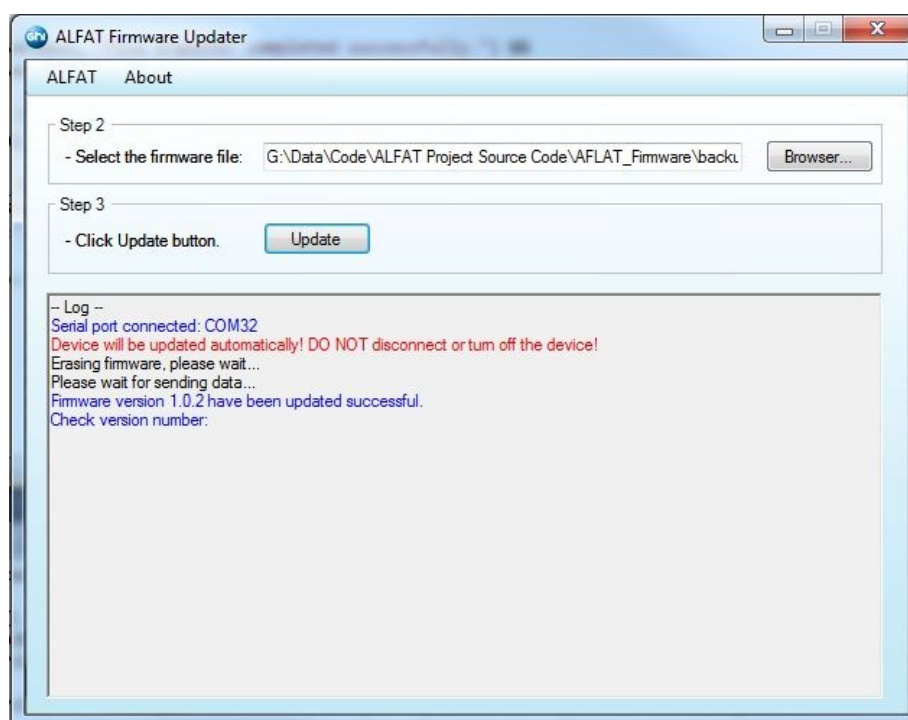 GHI ALFAT Firmware Updater
ALFAT About
Step 2
- Select the firmware file: G:\Data\Code\ALFAT Project Source Code\AFLAT_Firmware\backu Browser...
Step 3
- Click Update button. Update
-- Log --
Serial port connected: COM32
Device will be updated automatically! DO NOT disconnect or turn off the device!
Erasing firmware, please wait...
Please wait for sending data...
Firmware version 1.0.2 have been updated successful.
Check version number: